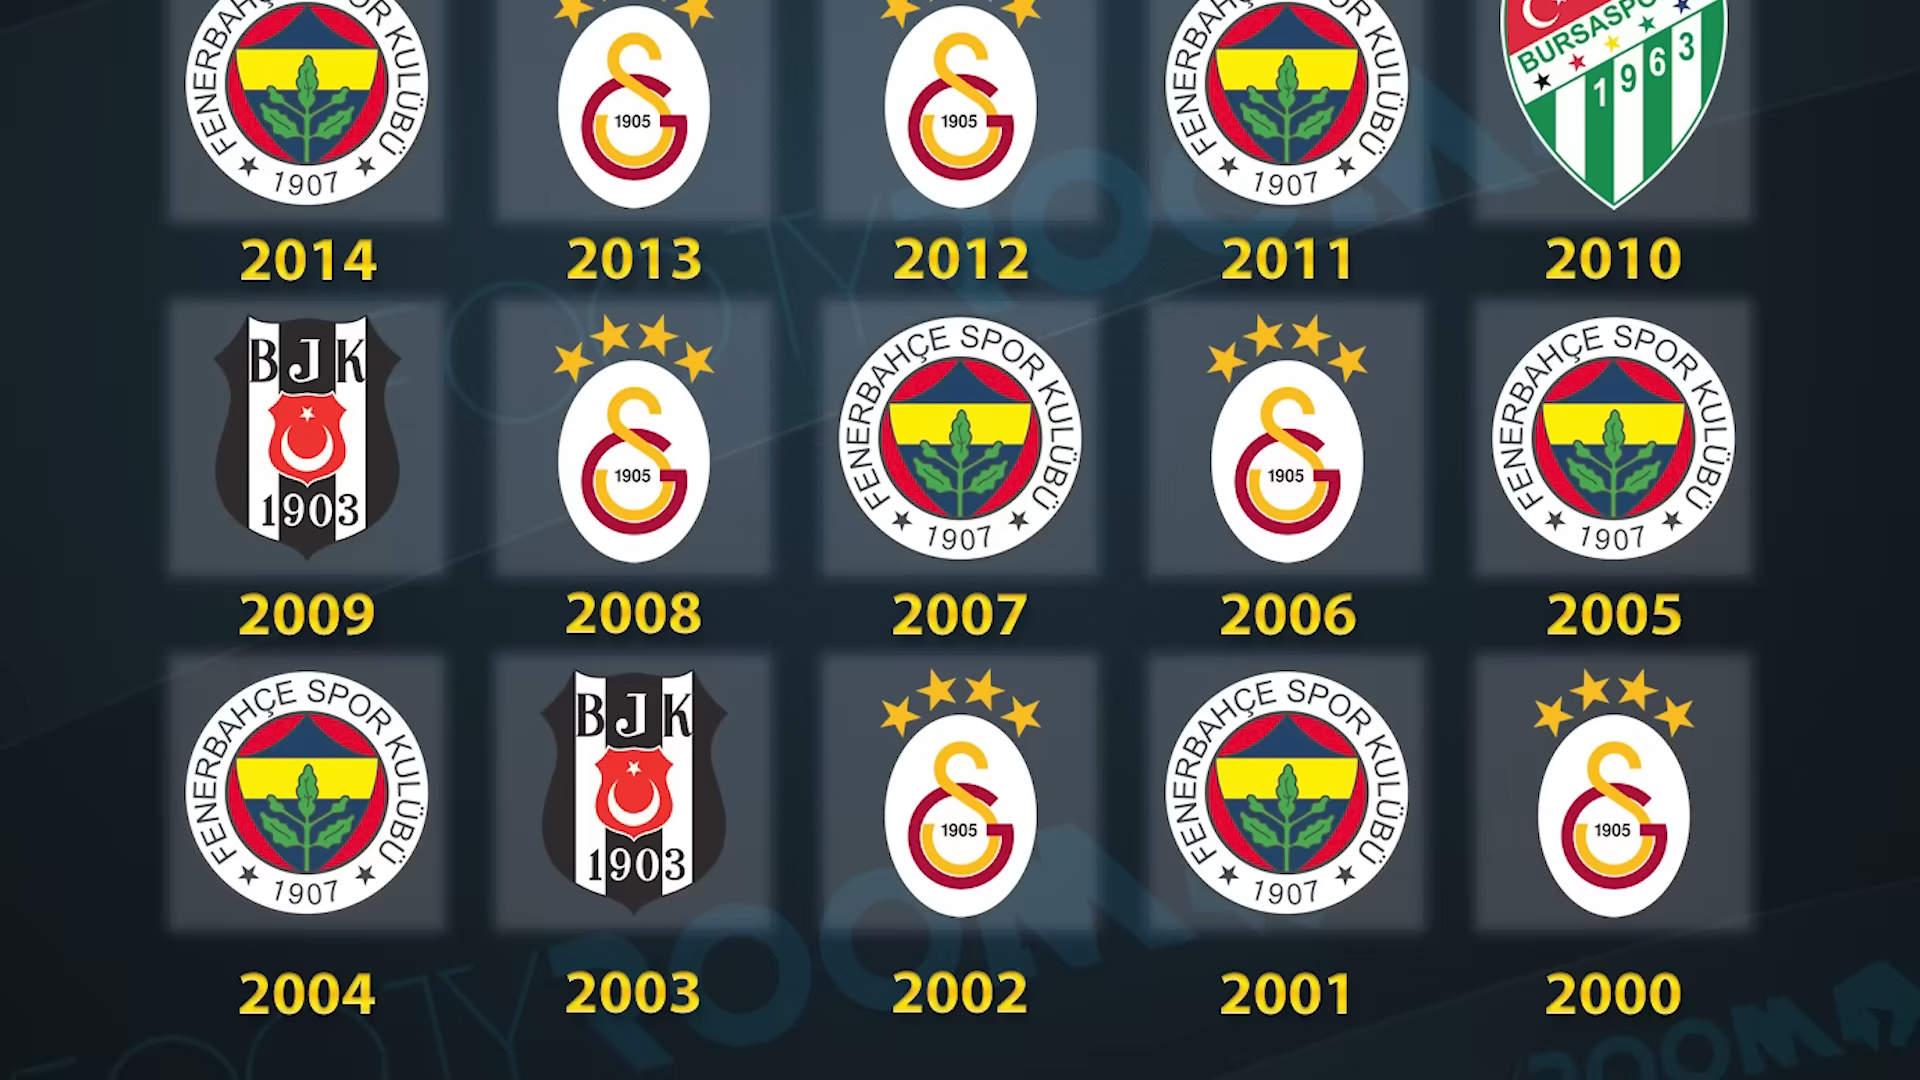 FENERBAHÇE SPOR KULÜBÜ
1907
1905
1905
FENERBAHÇE SPOR KULÜBÜ
1907
BURSASPO
1963
2014 2013 2012 2011 2010
BJK
1903
1905
FENERBAHÇE SPOR KULÜBÜ
1907
1905
FENERBAHÇE SPOR KULÜBÜ
1907
2009 2008 2007 2006 2005
FENERBAHÇE SPOR KULÜBÜ
1907
BJK
1903
1905
FENERBAHÇE SPOR KULÜBÜ
1907
1905
2004 2003 2002 2001 2000
FOOTYROOM